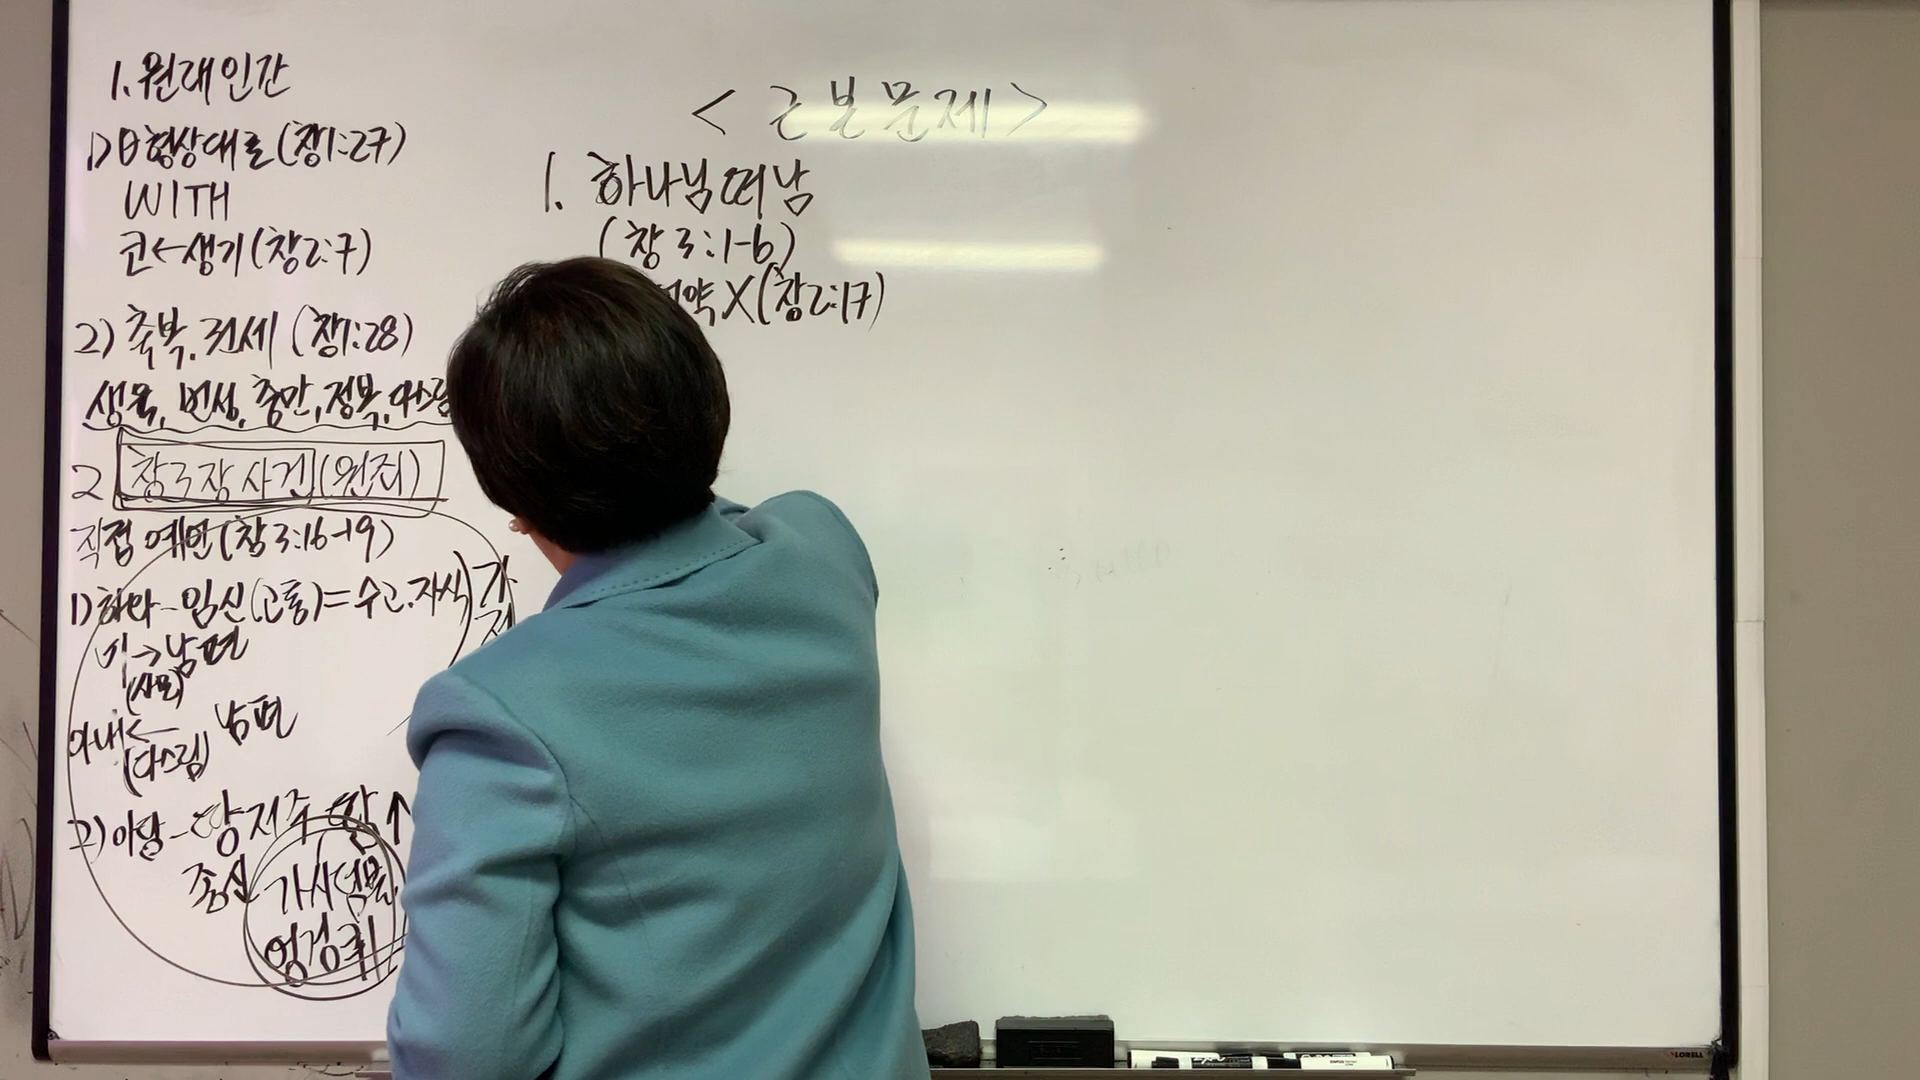 1. 원래인간
1) 형상대로 (창1:27)
WITH
코←생기 (창2:7)
2) 축복. 권세 (창1:28)
생육, 번성, 충만, 정복, 다스림
2 창3장 사건 (원죄)
직접 예언 (창3:16-19)
1) 하와 - 임신(고통)=수고.자식
→남편
(사모)
아내← 남편
(다스림)
2) 아담 - 땅저주 땀↑
종신 가시덤불,
엉겅퀴
<근본문제>
1. 하나님 떠남
(창3:1-6)
X (창2:17)
LORELL